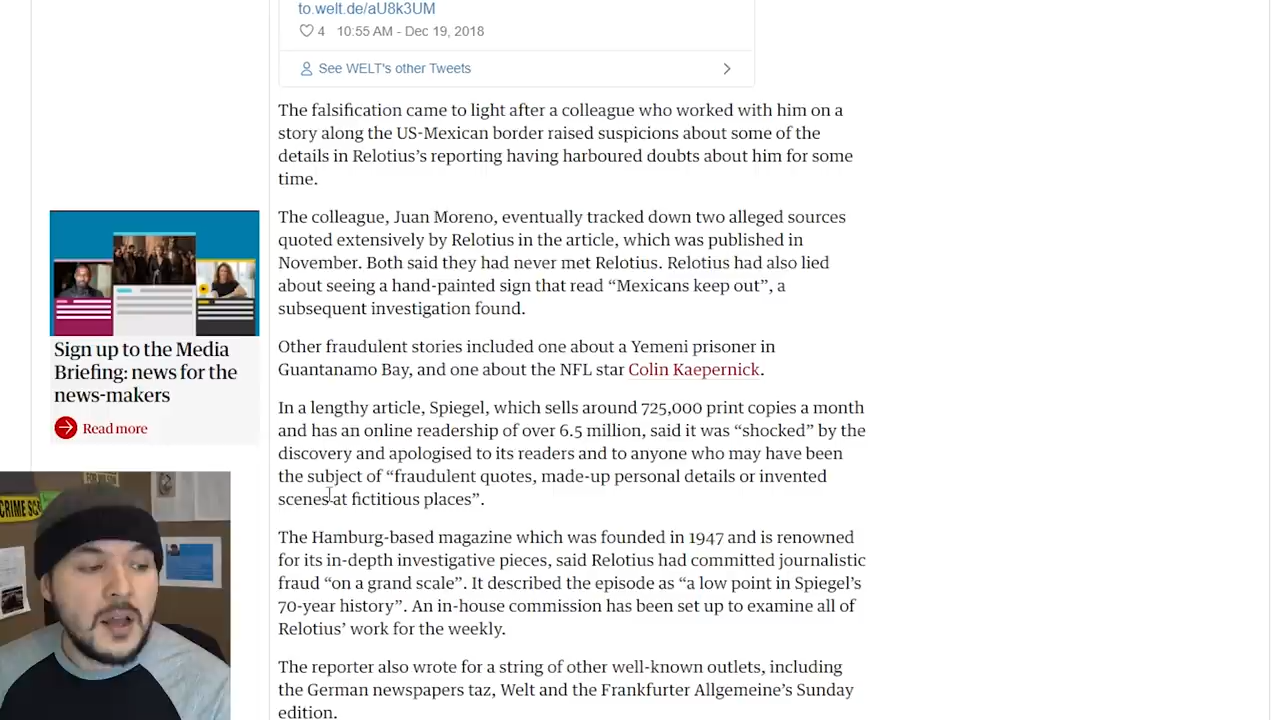 to.welt.de/aU8k3UM
4 10:55 AM - Dec 19, 2018
See WELT's other Tweets
The falsification came to light after a colleague who worked with him on a
story along the US-Mexican border raised suspicions about some of the
details in Relotius’s reporting having harboured doubts about him for some
time.
The colleague, Juan Moreno, eventually tracked down two alleged sources
quoted extensively by Relotius in the article, which was published in
November. Both said they had never met Relotius. Relotius had also lied
about seeing a hand-painted sign that read “Mexicans keep out”, a
subsequent investigation found.
Other fraudulent stories included one about a Yemeni prisoner in
Guantanamo Bay, and one about the NFL star Colin Kaepernick.
In a lengthy article, Spiegel, which sells around 725,000 print copies a month
and has an online readership of over 6.5 million, said it was “shocked” by the
discovery and apologised to its readers and to anyone who may have been
the subject of “fraudulent quotes, made-up personal details or invented
scenes at fictitious places”.
The Hamburg-based magazine which was founded in 1947 and is renowned
for its in-depth investigative pieces, said Relotius had committed journalistic
fraud “on a grand scale”. It described the episode as “a low point in Spiegel’s
70-year history”. An in-house commission has been set up to examine all of
Relotius’ work for the weekly.
The reporter also wrote for a string of other well-known outlets, including
the German newspapers taz, Welt and the Frankfurter Allgemeine’s Sunday
edition.
Sign up to the Media
Briefing: news for the
news-makers
Read more
CRIME SC